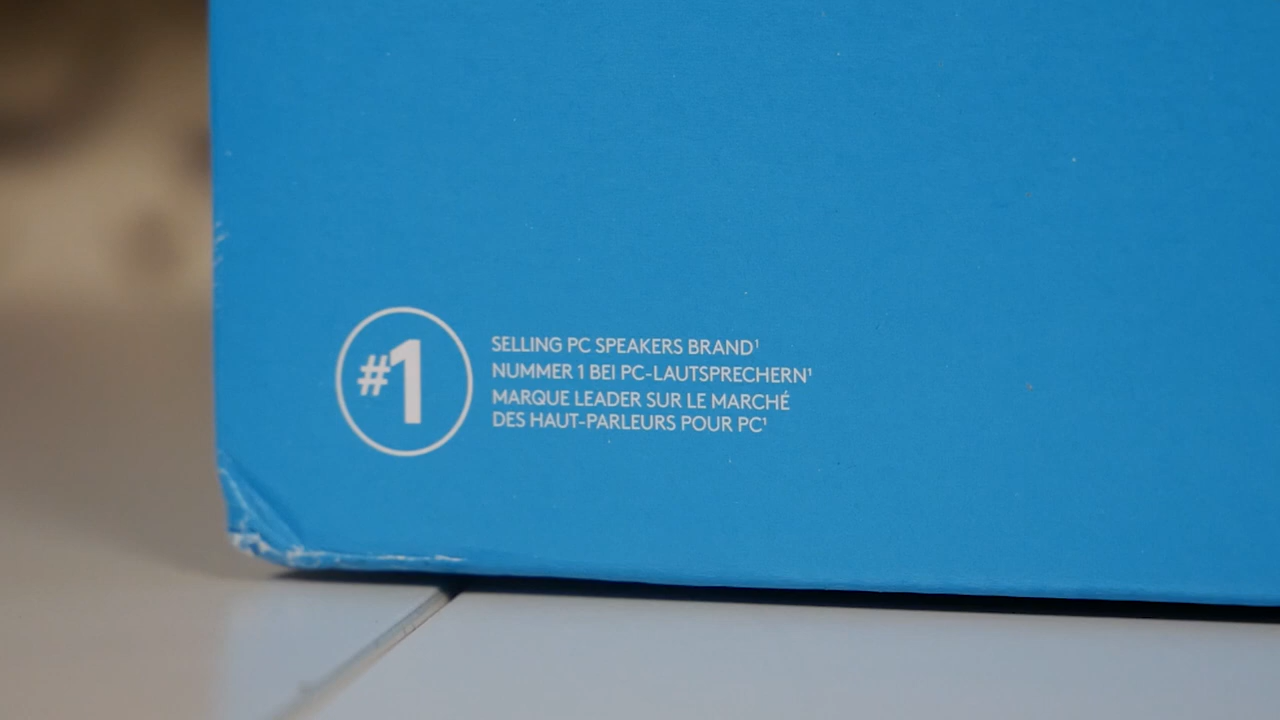 #1
SELLING PC SPEAKERS BRAND¹
NUMMER 1 BEI PC-LAUTSPRECHERN¹
MARQUE LEADER SUR LE MARCHÉ
DES HAUT-PARLEURS POUR PC¹